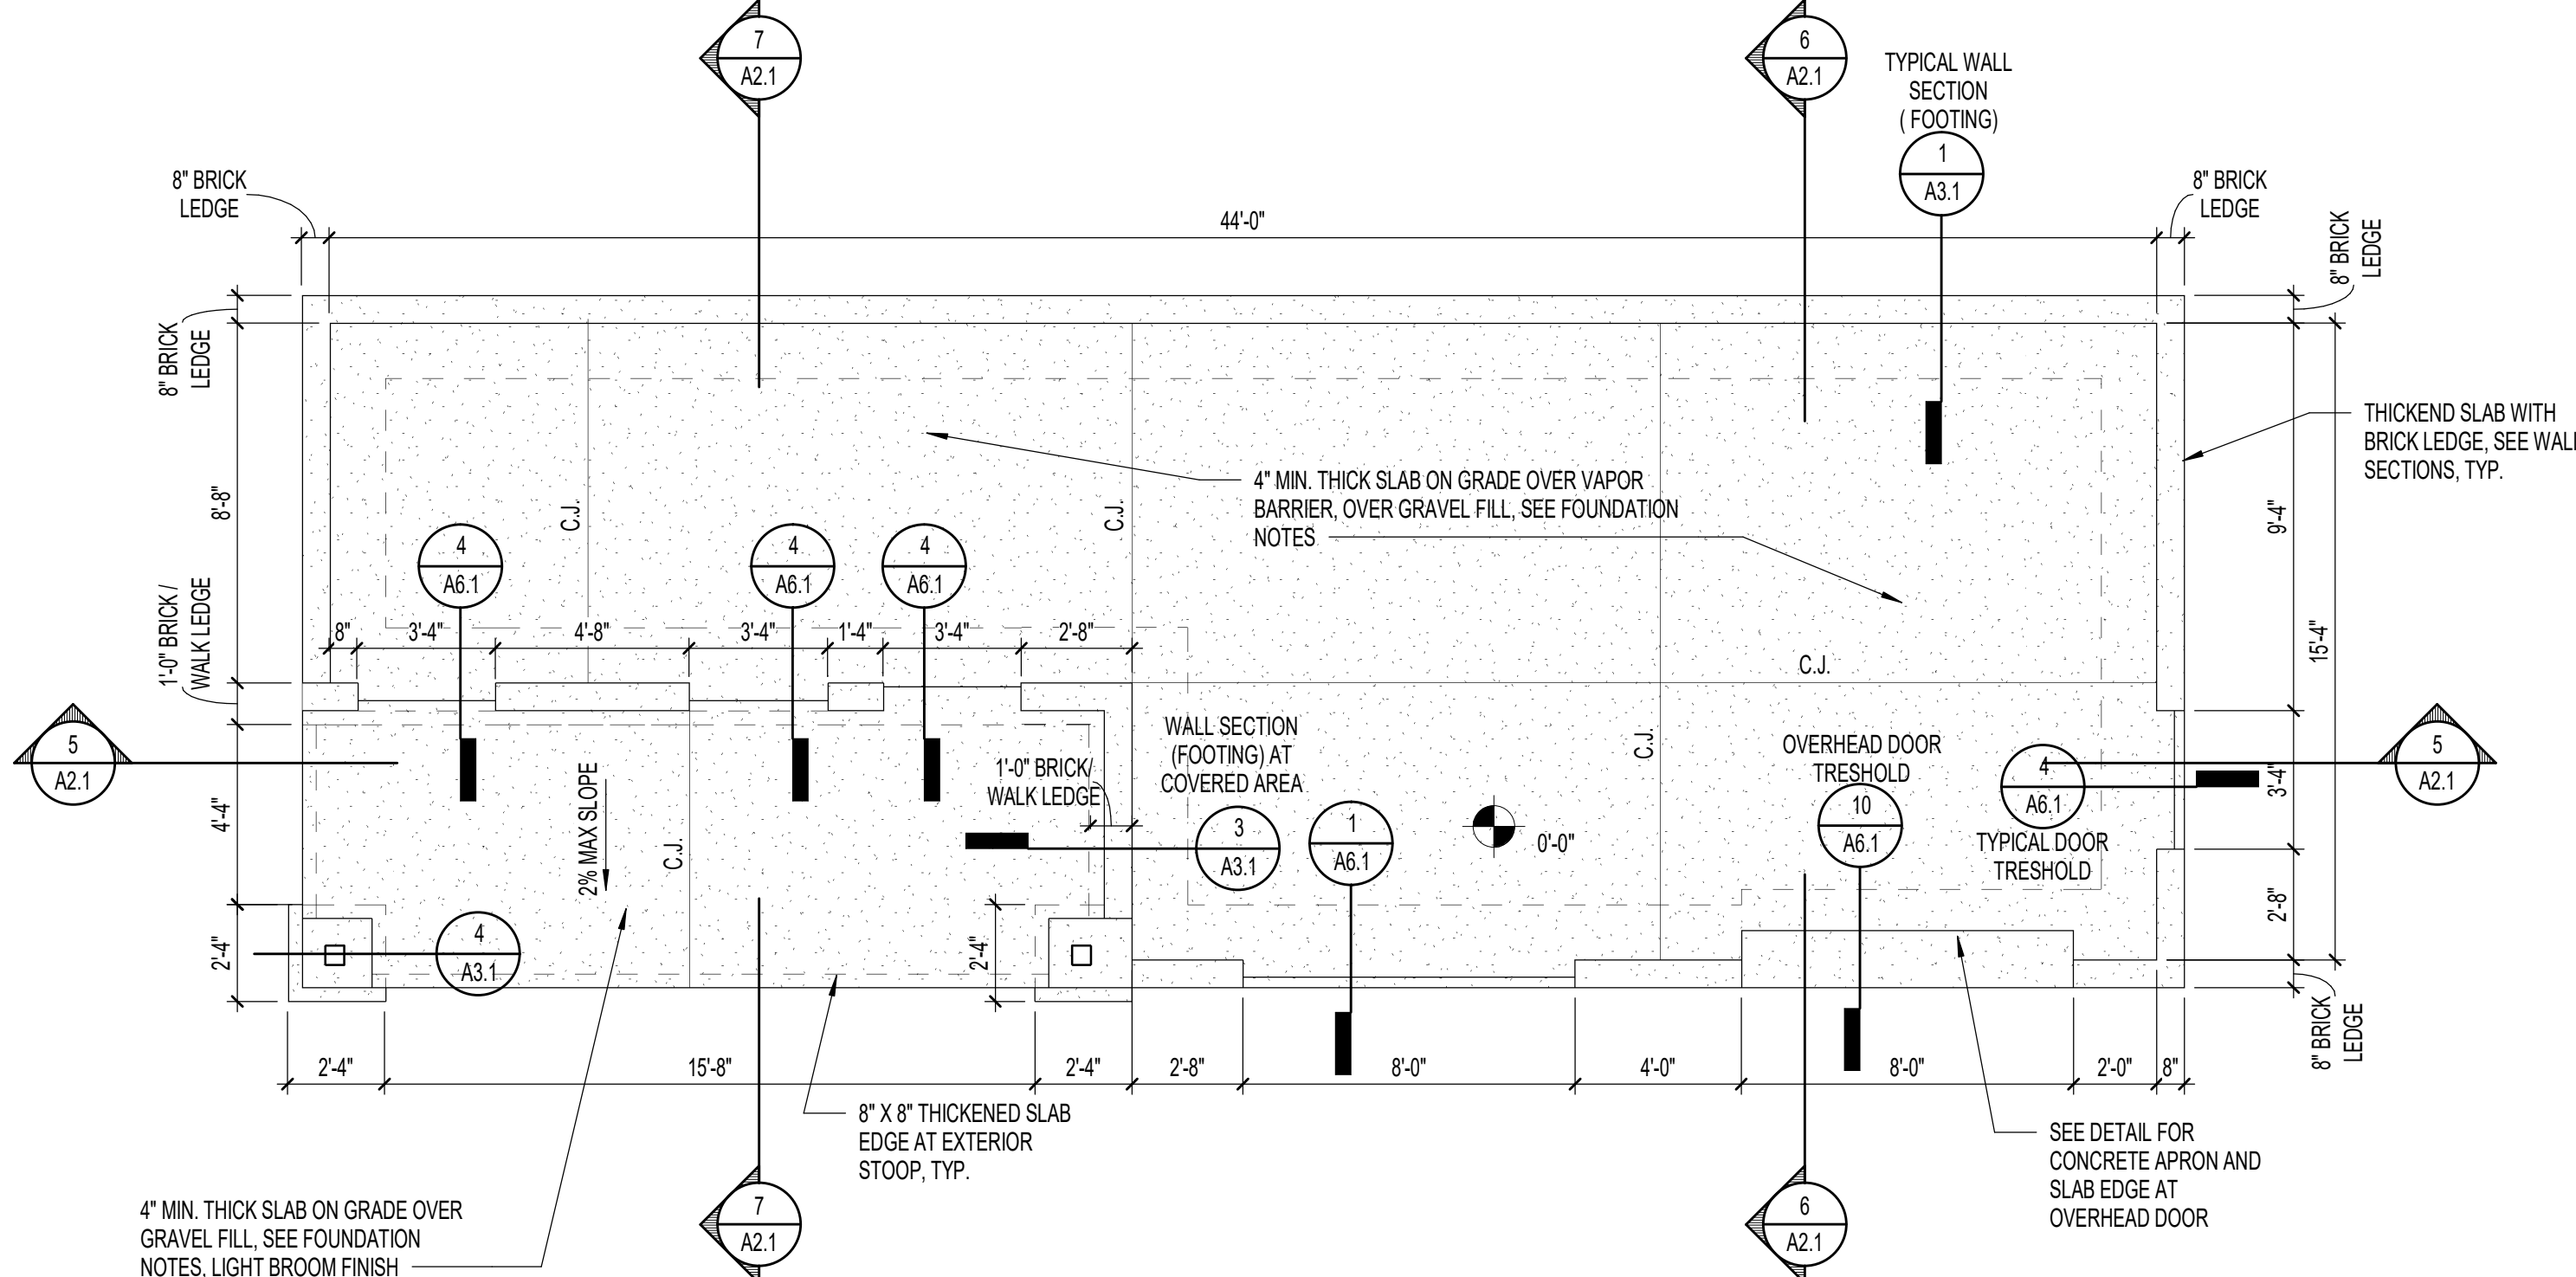 7
A2.1
6
A2.1
TYPICAL WALL
SECTION
( FOOTING)
1
A3.1
8" BRICK
LEDGE
44'-0"
8" BRICK
LEDGE
8" BRICK
LEDGE
8" BRICK
LEDGE
8'-8"
1'-0" BRICK /
WALK LEDGE
4'-4"
2'-4"
C.J.
C.J.
4" MIN. THICK SLAB ON GRADE OVER VAPOR
BARRIER, OVER GRAVEL FILL, SEE FOUNDATION
NOTES
THICKEND SLAB WITH
BRICK LEDGE, SEE WALL
SECTIONS, TYP.
9'-4"
15'-4"
4
A6.1
4
A6.1
4
A6.1
8"
3'-4"
4'-8"
3'-4"
1'-4"
3'-4"
2'-8"
C.J.
5
A2.1
2% MAX SLOPE
C.J.
1'-0" BRICK/
WALK LEDGE
WALL SECTION
(FOOTING) AT
COVERED AREA
3
A3.1
1
A6.1
0'-0"
C.J.
OVERHEAD DOOR
TRESHOLD
10
A6.1
4
A6.1
TYPICAL DOOR
TRESHOLD
3'-4"
5
A2.1
2'-8"
4
A3.1
2'-4"
8" BRICK
LEDGE
2'-4"
15'-8"
2'-4"
2'-8"
8'-0"
4'-0"
8'-0"
2'-0"
8"
8" X 8" THICKENED SLAB
EDGE AT EXTERIOR
STOOP, TYP.
SEE DETAIL FOR
CONCRETE APRON AND
SLAB EDGE AT
OVERHEAD DOOR
4" MIN. THICK SLAB ON GRADE OVER
GRAVEL FILL, SEE FOUNDATION
NOTES, LIGHT BROOM FINISH
7
A2.1
6
A2.1